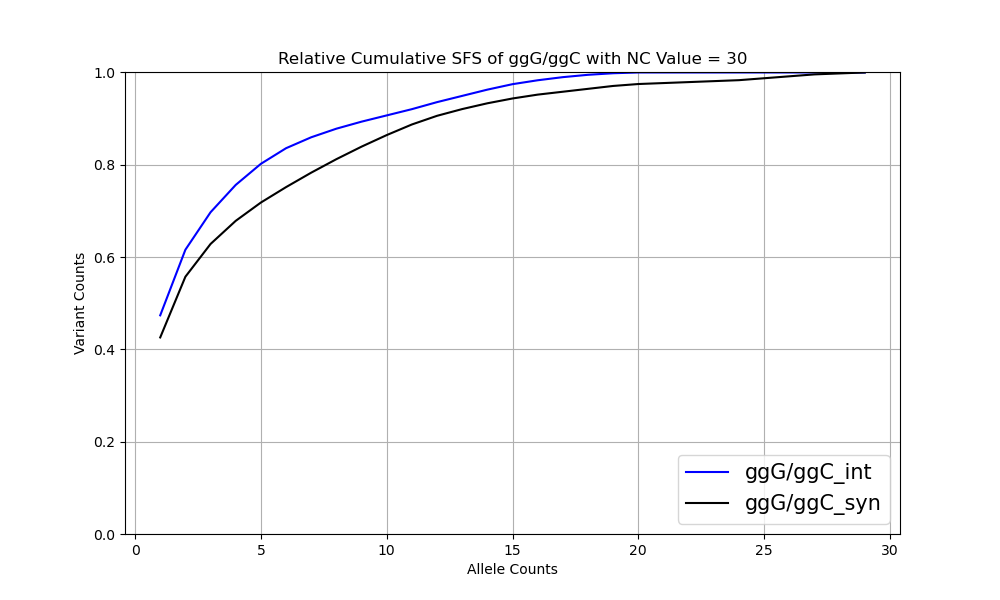 Relative Cumulative SFS of ggG/ggC with NC Value = 30
1.0
0.8
0.6
0.4
0.2
0.0
Variant Counts
0 5 10 15 20 25 30
Allele Counts
ggG/ggC_int
ggG/ggC_syn